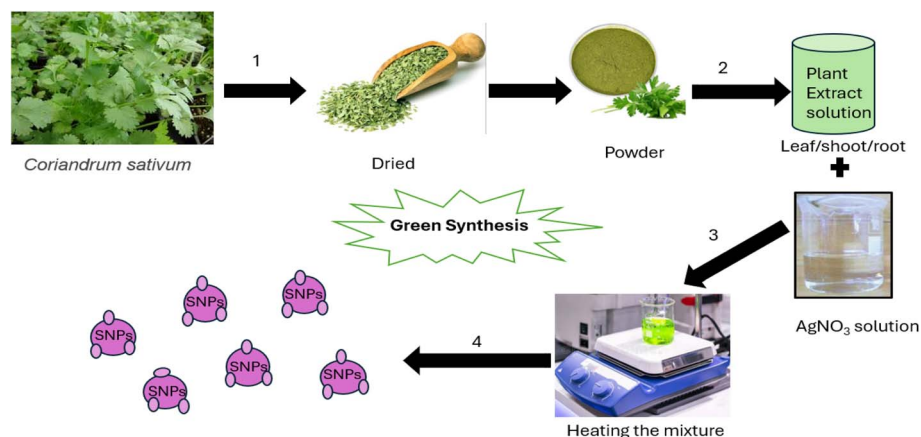 1
2
Plant
Extract
solution
Coriandrum sativum
Dried
Powder
Leaf/shoot/root
+
Green Synthesis
3
AgNO₃ solution
SNPs
SNPs
SNPs
SNPs
SNPs
SNPs
4
Heating the mixture